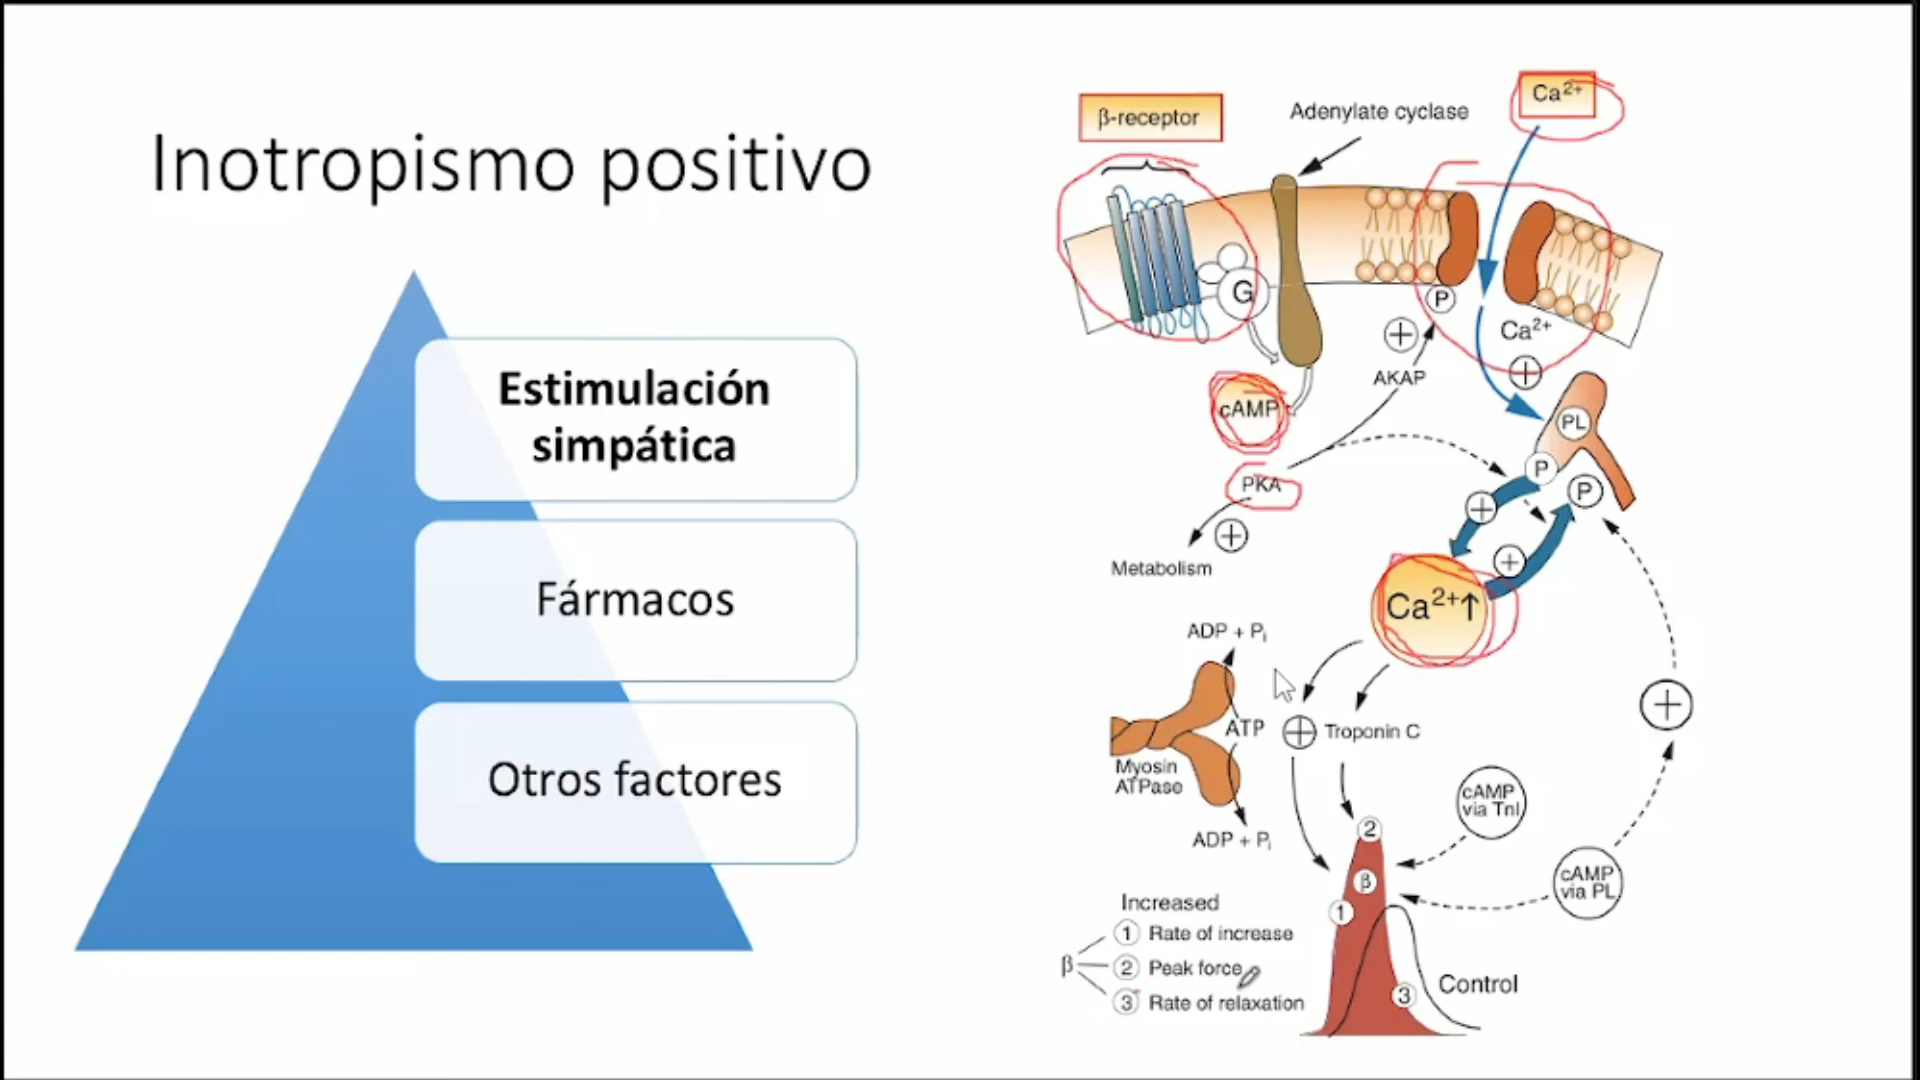 Inotropismo positivo
Estimulación
simpática
Fármacos
Otros factores
β-receptor
Adenylate cyclase
Ca²⁺
G
P
Ca²⁺
AKAP
cAMP
PL
P
P
PKA
Metabolism
Ca²⁺↑
ADP + Pᵢ
ATP
Troponin C
Myosin
ATPase
ADP + Pᵢ
cAMP
via TnI
cAMP
via PL
2
β
1
3
Control
Increased
β
1 Rate of increase
2 Peak force
3 Rate of relaxation